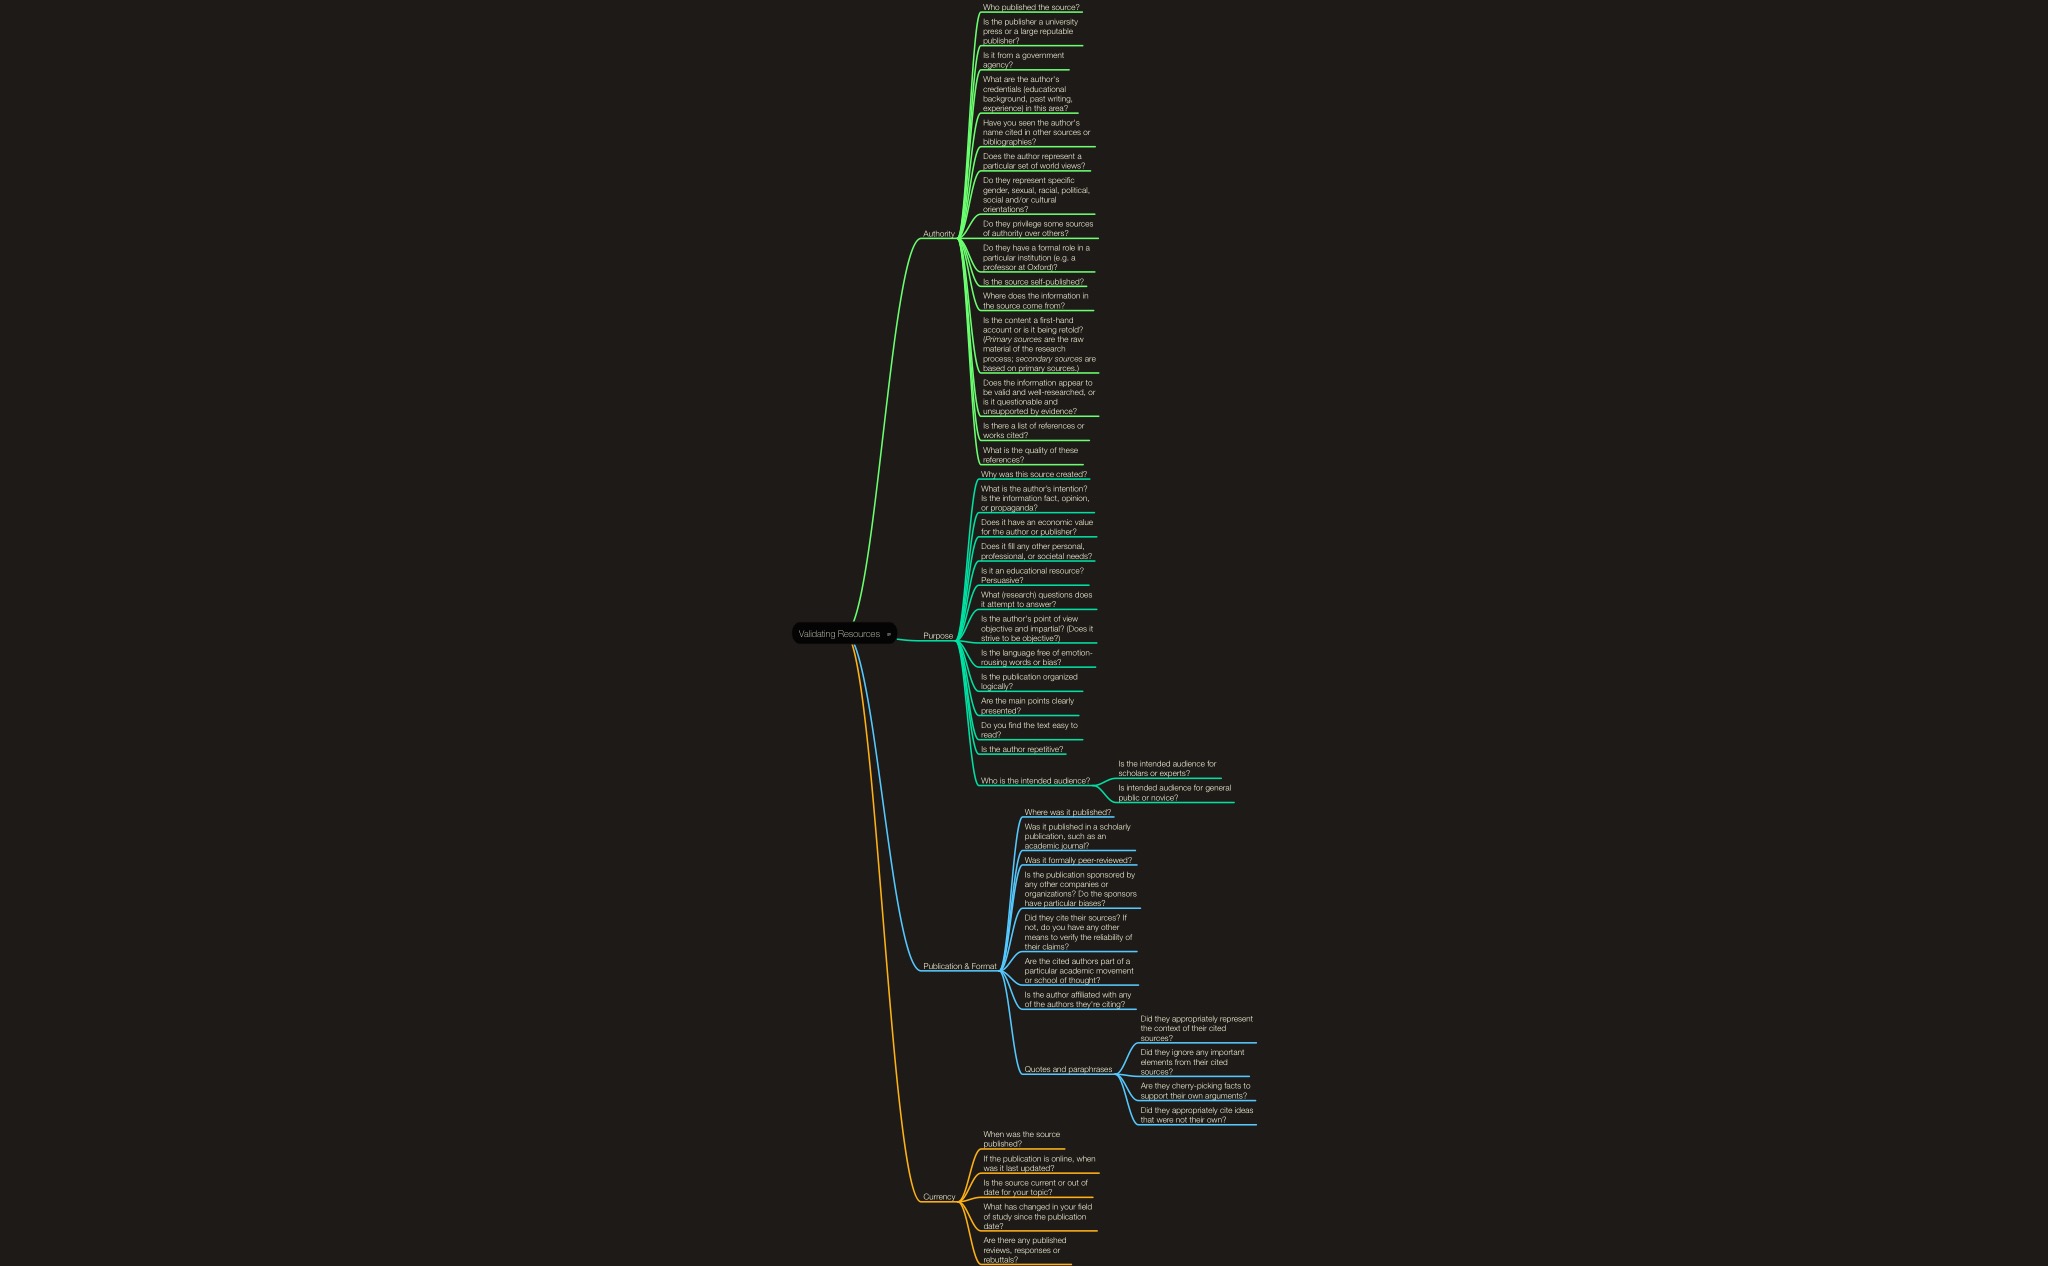 Who published the source?
Is the publisher a university
press or a large reputable
publisher?
Is it from a government
agency?
What are the author's
credentials (educational
background, past writing,
experience) in this area?
Have you seen the author's
name cited in other sources or
bibliographies?
Does the author represent a
particular set of world views?
Do they represent specific
gender, sexual, racial, political,
social and/or cultural
orientations?
Do they privilege some sources
of authority over others?
Authority
Do they have a formal role in a
particular institution (e.g. a
professor at Oxford)?
Is the source self-published?
Where does the information in
the source come from?
Is the content a first-hand
account or is it being retold?
(Primary sources are the raw
material of the research
process; secondary sources are
based on primary sources.)
Does the information appear to
be valid and well-researched, or
is it questionable and
unsupported by evidence?
Is there a list of references or
works cited?
What is the quality of these
references?
Why was this source created?
What is the author's intention?
Is the information fact, opinion,
or propaganda?
Does it have an economic value
for the author or publisher?
Does it fill any other personal,
professional, or societal needs?
Is it an educational resource?
Persuasive?
What (research) questions does
it attempt to answer?
Is the author's point of view
objective and impartial? (Does it
strive to be objective?)
Validating Resources
Purpose
Is the language free of emotion-
rousing words or bias?
Is the publication organized
logically?
Are the main points clearly
presented?
Do you find the text easy to
read?
Is the author repetitive?
Who is the intended audience?
Is the intended audience for
scholars or experts?
Is intended audience for general
public or novice?
Where was it published?
Was it published in a scholarly
publication, such as an
academic journal?
Was it formally peer-reviewed?
Is the publication sponsored by
any other companies or
organizations? Do the sponsors
have particular biases?
Did they cite their sources? If
not, do you have any other
means to verify the reliability of
their claims?
Publication & Format
Are the cited authors part of a
particular academic movement
or school of thought?
Is the author affiliated with any
of the authors they're citing?
Quotes and paraphrases
Did they appropriately represent
the context of their cited
sources?
Did they ignore any important
elements from their cited
sources?
Are they cherry-picking facts to
support their own arguments?
Did they appropriately cite ideas
that were not their own?
When was the source
published?
If the publication is online, when
was it last updated?
Is the source current or out of
date for your topic?
Currency
What has changed in your field
of study since the publication
date?
Are there any published
reviews, responses or
rebuttals?